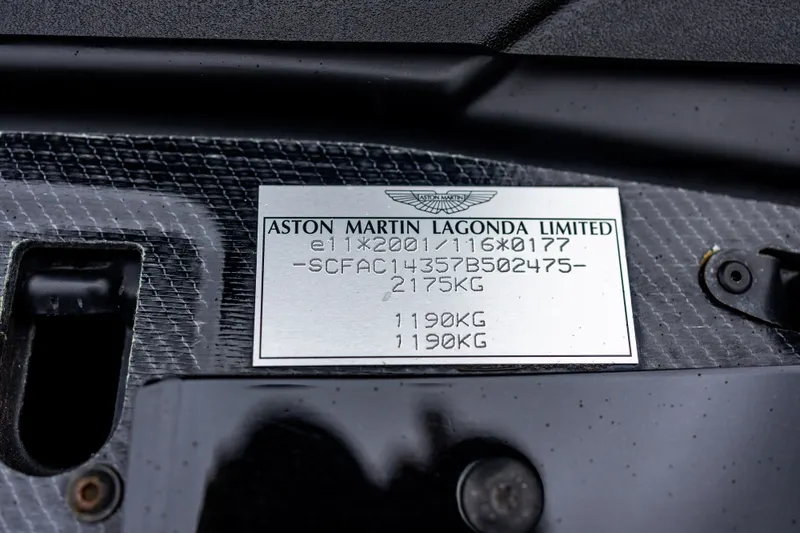 ASTON MARTIN
ASTON MARTIN LAGONDA LIMITED
e11*2001/116*0177
-SCFAC14357B502475-
2175KG
1190KG
1190KG